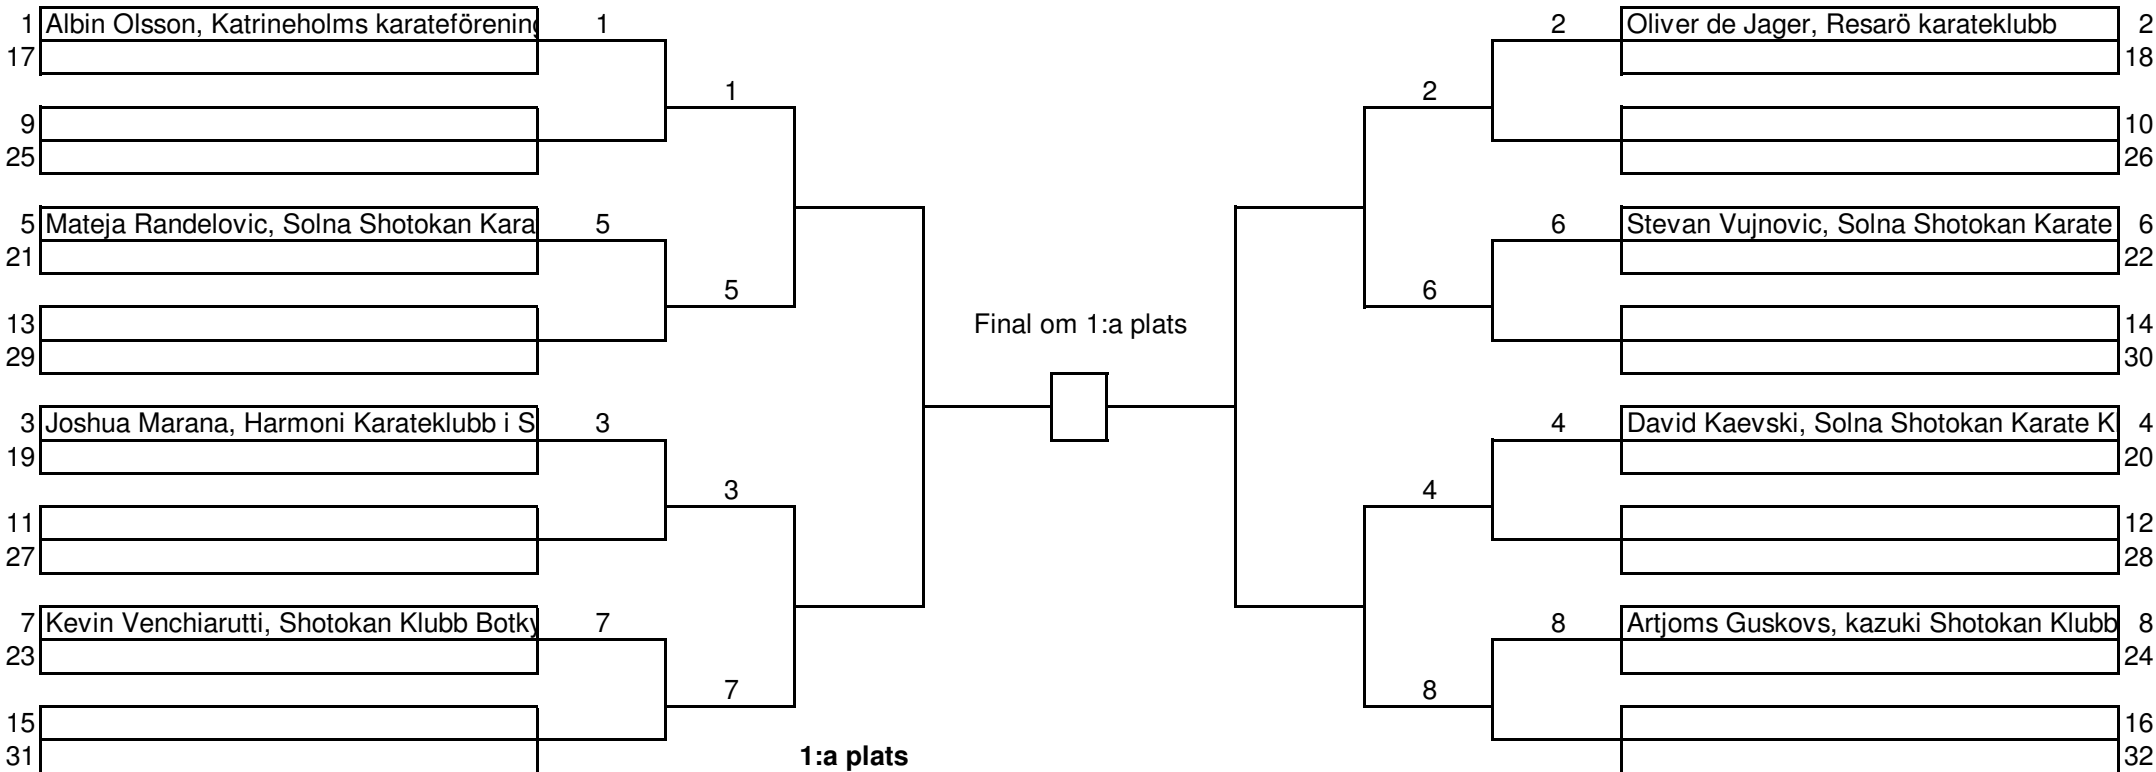 1 Albin Olsson, Katrineholms karateförening 1 2 Oliver de Jager, Resarö karateklubb 2
17 18
1 2
9 10
25 26
5 Mateja Randelovic, Solna Shotokan Kara 5 6 Stevan Vujnovic, Solna Shotokan Karate 6
21 22
5 6
13 Final om 1:a plats 14
29 30
3 Joshua Marana, Harmoni Karateklubb i S 3 4 David Kaevski, Solna Shotokan Karate Kl 4
19 20
3 4
11 12
27 28
7 Kevin Venchiarutti, Shotokan Klubb Botky 7 8 Artjoms Guskovs, kazuki Shotokan Klubb 8
23 24
7 8
15 16
31 1:a plats 32